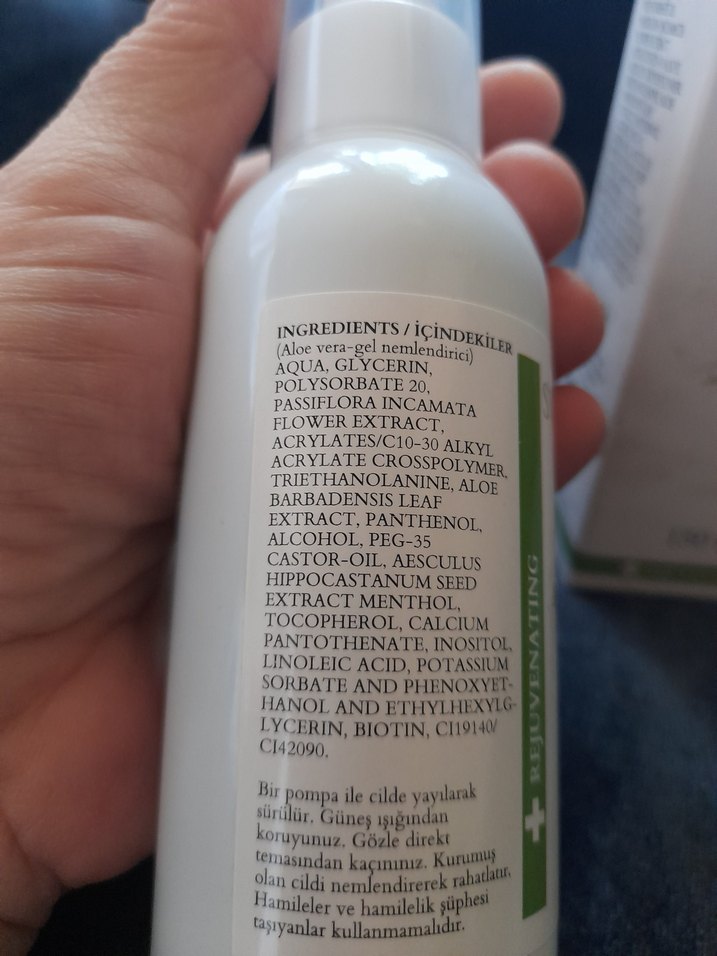 INGREDIENTS / İÇİNDEKİLER
(Aloe vera-gel nemlendirici)
AQUA, GLYCERIN,
POLYSORBATE 20,
PASSIFLORA INCAMATA
FLOWER EXTRACT,
ACRYLATES/C10-30 ALKYL
ACRYLATE CROSSPOLYMER,
TRIETHANOLANINE, ALOE
BARBADENSIS LEAF
EXTRACT, PANTHENOL,
ALCOHOL, PEG-35
CASTOR-OIL, AESCULUS
HIPPOCASTANUM SEED
EXTRACT MENTHOL,
TOCOPHEROL, CALCIUM
PANTOTHENATE, INOSITOL,
LINOLEIC ACID, POTASSIUM
SORBATE AND PHENOXYET-
HANOL AND ETHYLHEXYLG-
LYCERIN, BIOTIN, CI19140/
CI42090.
Bir pompa ile cilde yayılarak
sürülür. Güneş ışığından
koruyunuz. Gözle direkt
temasından kaçınınız. Kurumuş
olan cildi nemlendirerek rahatlatır.
Hamileler ve hamilelik şüphesi
taşıyanlar kullanmamalıdır.
+ REJUVENATING